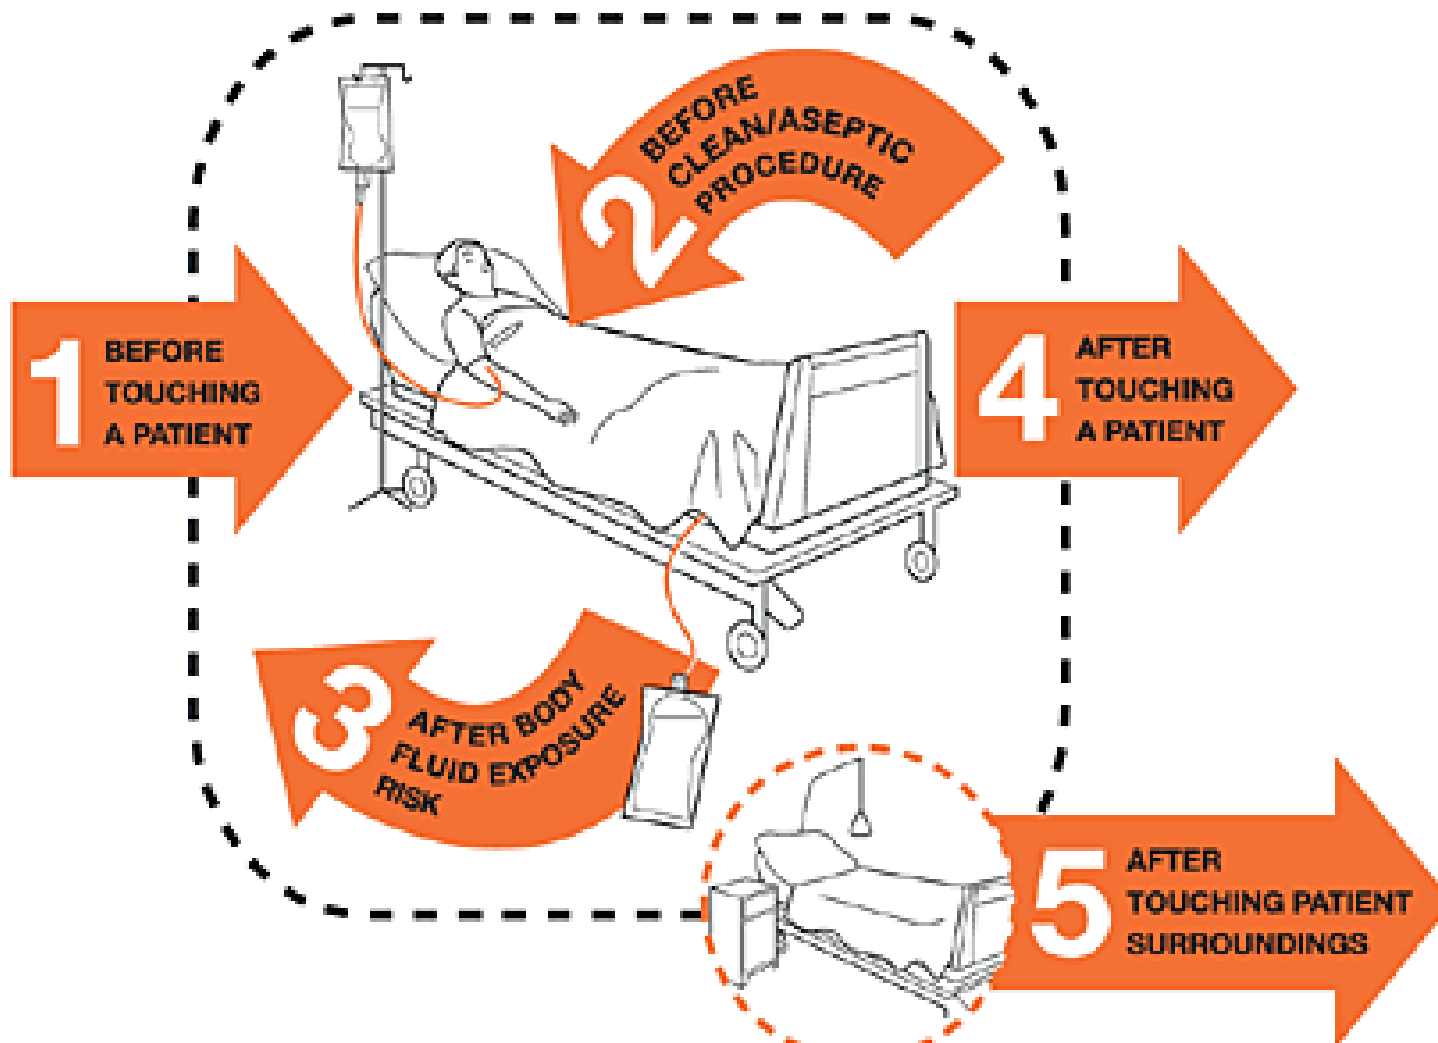 1
BEFORE
TOUCHING
A PATIENT
2
BEFORE
CLEAN/ASEPTIC
PROCEDURE
3
AFTER BODY
FLUID EXPOSURE
RISK
4
AFTER
TOUCHING
A PATIENT
5
AFTER
TOUCHING PATIENT
SURROUNDINGS